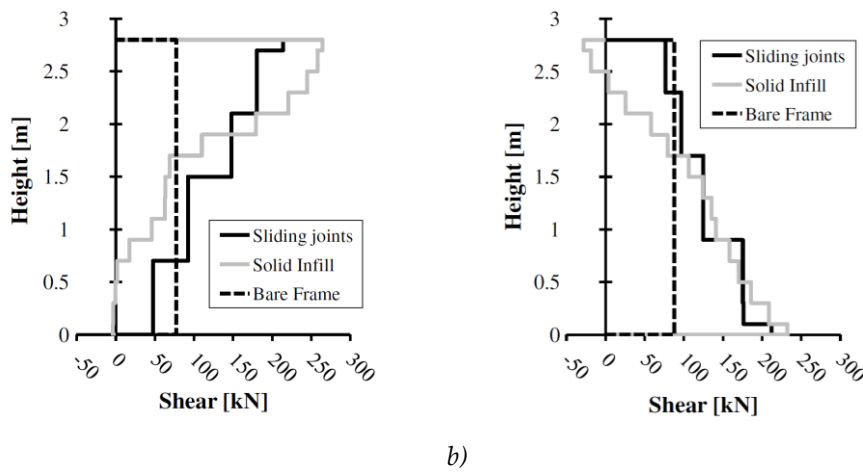 3
2.5
2
1.5
1
0.5
0
Height [m]
Sliding joints
Solid Infill
Bare Frame
-50
0
50
100
150
200
250
300
Shear [kN]
3
2.5
2
1.5
1
0.5
0
Height [m]
Sliding joints
Solid Infill
Bare Frame
-50
0
50
100
150
200
250
300
Shear [kN]
b)